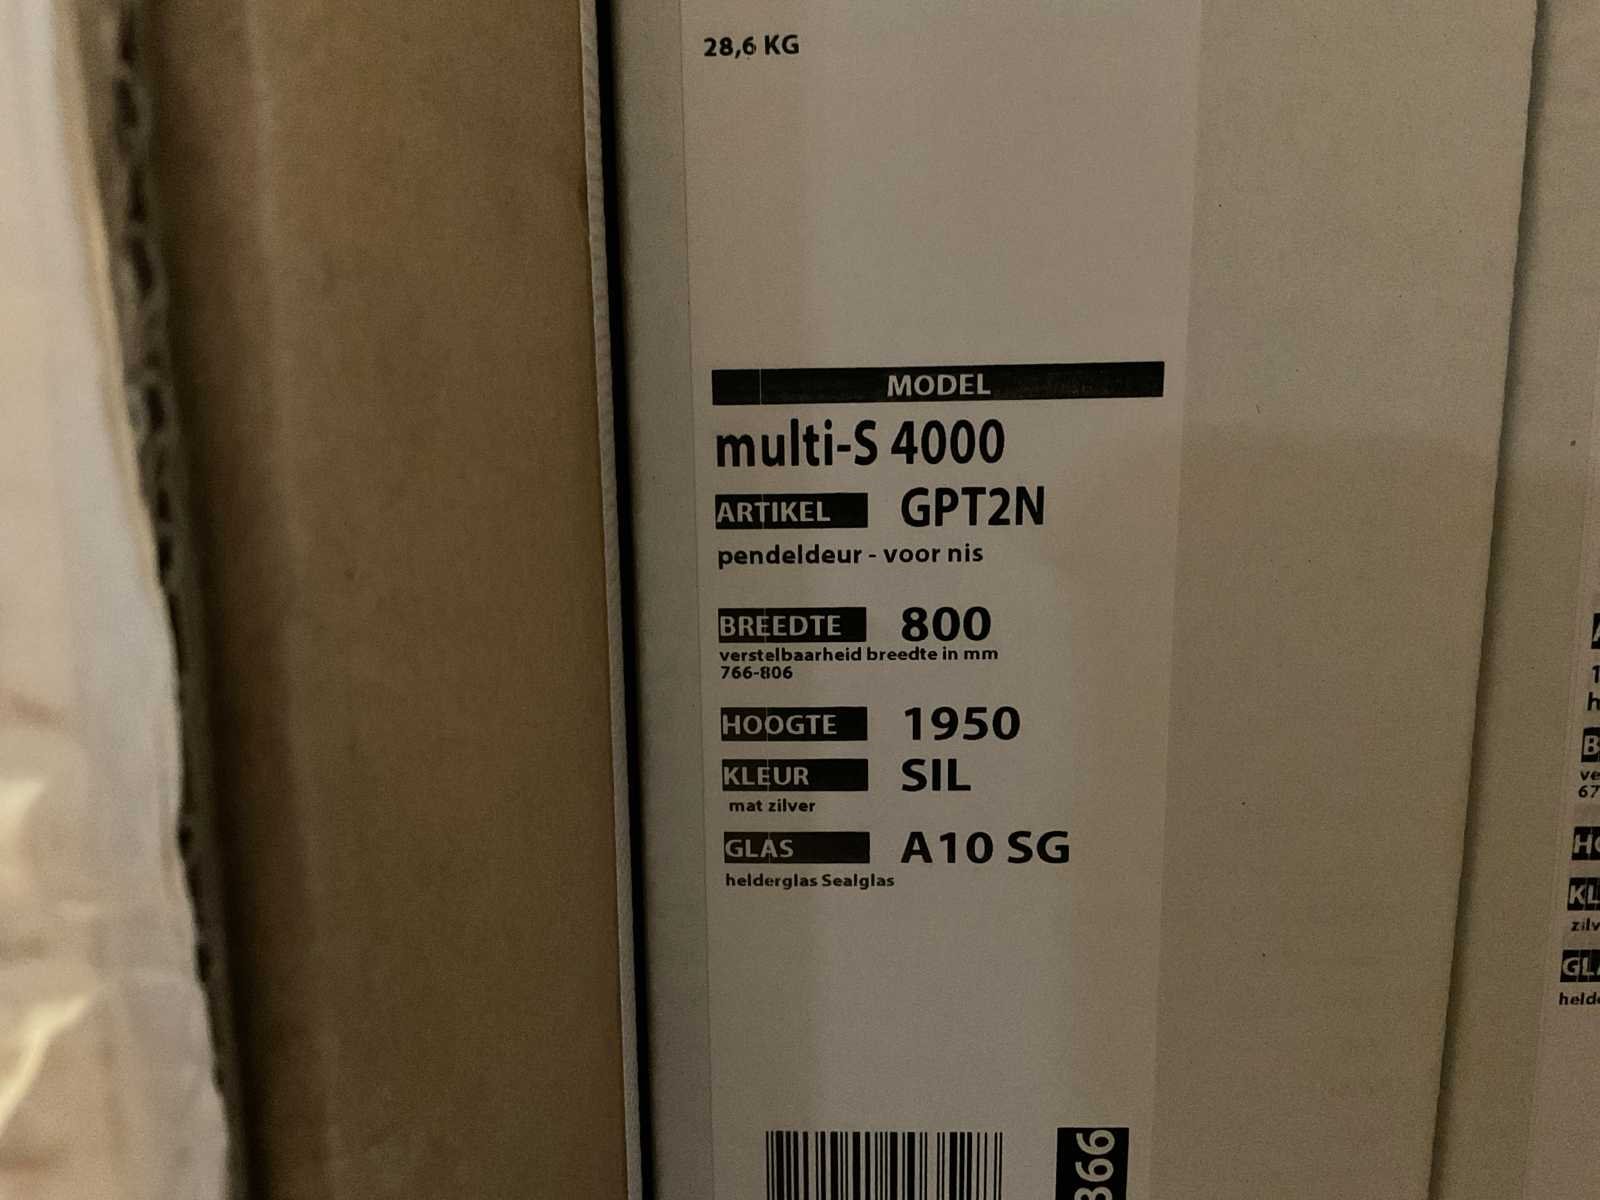 28,6 KG
MODEL
multi-S 4000
ARTIKEL GPT2N
pendeldeur - voor nis
BREEDTE 800
verstelbaarheid breedte in mm
766-806
HOOGTE 1950
KLEUR SIL
mat zilver
GLAS A10 SG
helderglas Sealglas